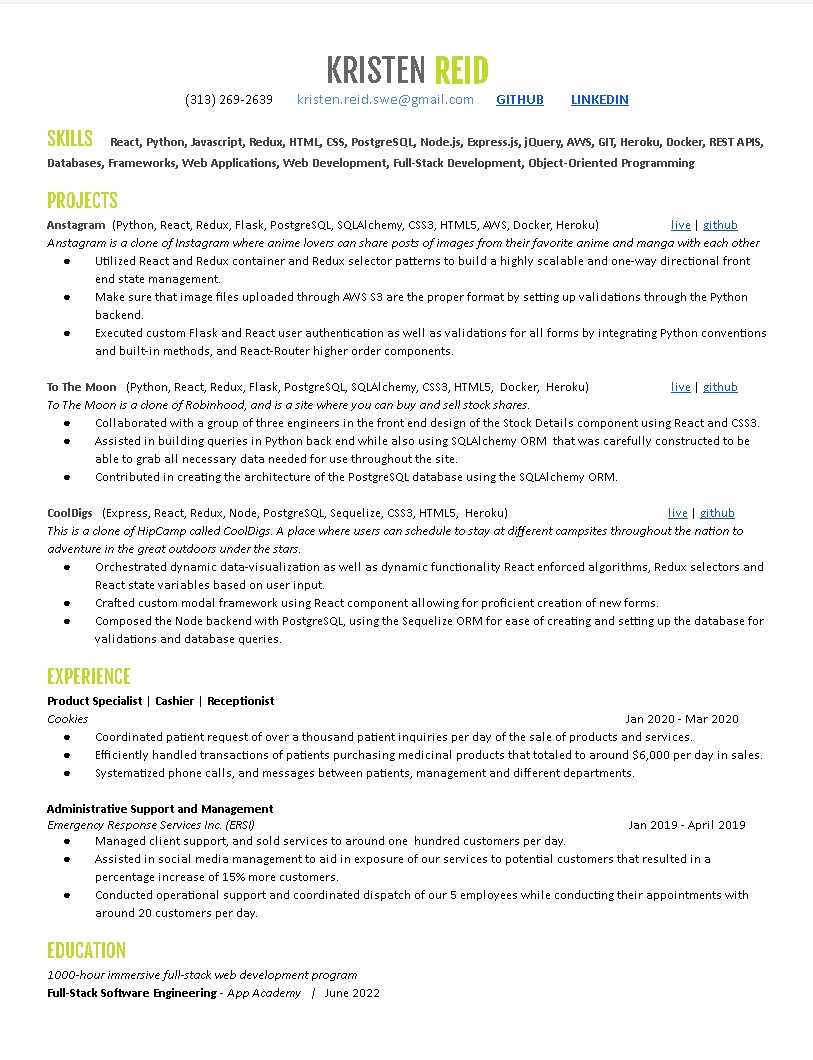 KRISTEN REID
(313) 269-2639 kristen.reid.swe@gmail.com GITHUB LINKEDIN
SKILLS React, Python, Javascript, Redux, HTML, CSS, PostgreSQL, Node.js, Express.js, jQuery, AWS, GIT, Heroku, Docker, REST APIS,
Databases, Frameworks, Web Applications, Web Development, Full-Stack Development, Object-Oriented Programming
PROJECTS
Anstagram (Python, React, Redux, Flask, PostgreSQL, SQLAlchemy, CSS3, HTML5, AWS, Docker, Heroku) live | github
Anstagram is a clone of Instagram where anime lovers can share posts of images from their favorite anime and manga with each other
● Utilized React and Redux container and Redux selector patterns to build a highly scalable and one-way directional front
end state management.
● Make sure that image files uploaded through AWS S3 are the proper format by setting up validations through the Python
backend.
● Executed custom Flask and React user authentication as well as validations for all forms by integrating Python conventions
and built-in methods, and React-Router higher order components.
To The Moon (Python, React, Redux, Flask, PostgreSQL, SQLAlchemy, CSS3, HTML5, Docker, Heroku) live | github
To The Moon is a clone of Robinhood, and is a site where you can buy and sell stock shares.
● Collaborated with a group of three engineers in the front end design of the Stock Details component using React and CSS3.
● Assisted in building queries in Python back end while also using SQLAlchemy ORM that was carefully constructed to be
able to grab all necessary data needed for use throughout the site.
● Contributed in creating the architecture of the PostgreSQL database using the SQLAlchemy ORM.
CoolDigs (Express, React, Redux, Node, PostgreSQL, Sequelize, CSS3, HTML5, Heroku) live | github
This is a clone of HipCamp called CoolDigs. A place where users can schedule to stay at different campsites throughout the nation to
adventure in the great outdoors under the stars.
● Orchestrated dynamic data-visualization as well as dynamic functionality React enforced algorithms, Redux selectors and
React state variables based on user input.
● Crafted custom modal framework using React component allowing for proficient creation of new forms.
● Composed the Node backend with PostgreSQL, using the Sequelize ORM for ease of creating and setting up the database for
validations and database queries.
EXPERIENCE
Product Specialist | Cashier | Receptionist
Cookies Jan 2020 - Mar 2020
● Coordinated patient request of over a thousand patient inquiries per day of the sale of products and services.
● Efficiently handled transactions of patients purchasing medicinal products that totaled to around $6,000 per day in sales.
● Systematized phone calls, and messages between patients, management and different departments.
Administrative Support and Management
Emergency Response Services Inc. (ERSI) Jan 2019 - April 2019
● Managed client support, and sold services to around one hundred customers per day.
● Assisted in social media management to aid in exposure of our services to potential customers that resulted in a
percentage increase of 15% more customers.
● Conducted operational support and coordinated dispatch of our 5 employees while conducting their appointments with
around 20 customers per day.
EDUCATION
1000-hour immersive full-stack web development program
Full-Stack Software Engineering - App Academy / June 2022